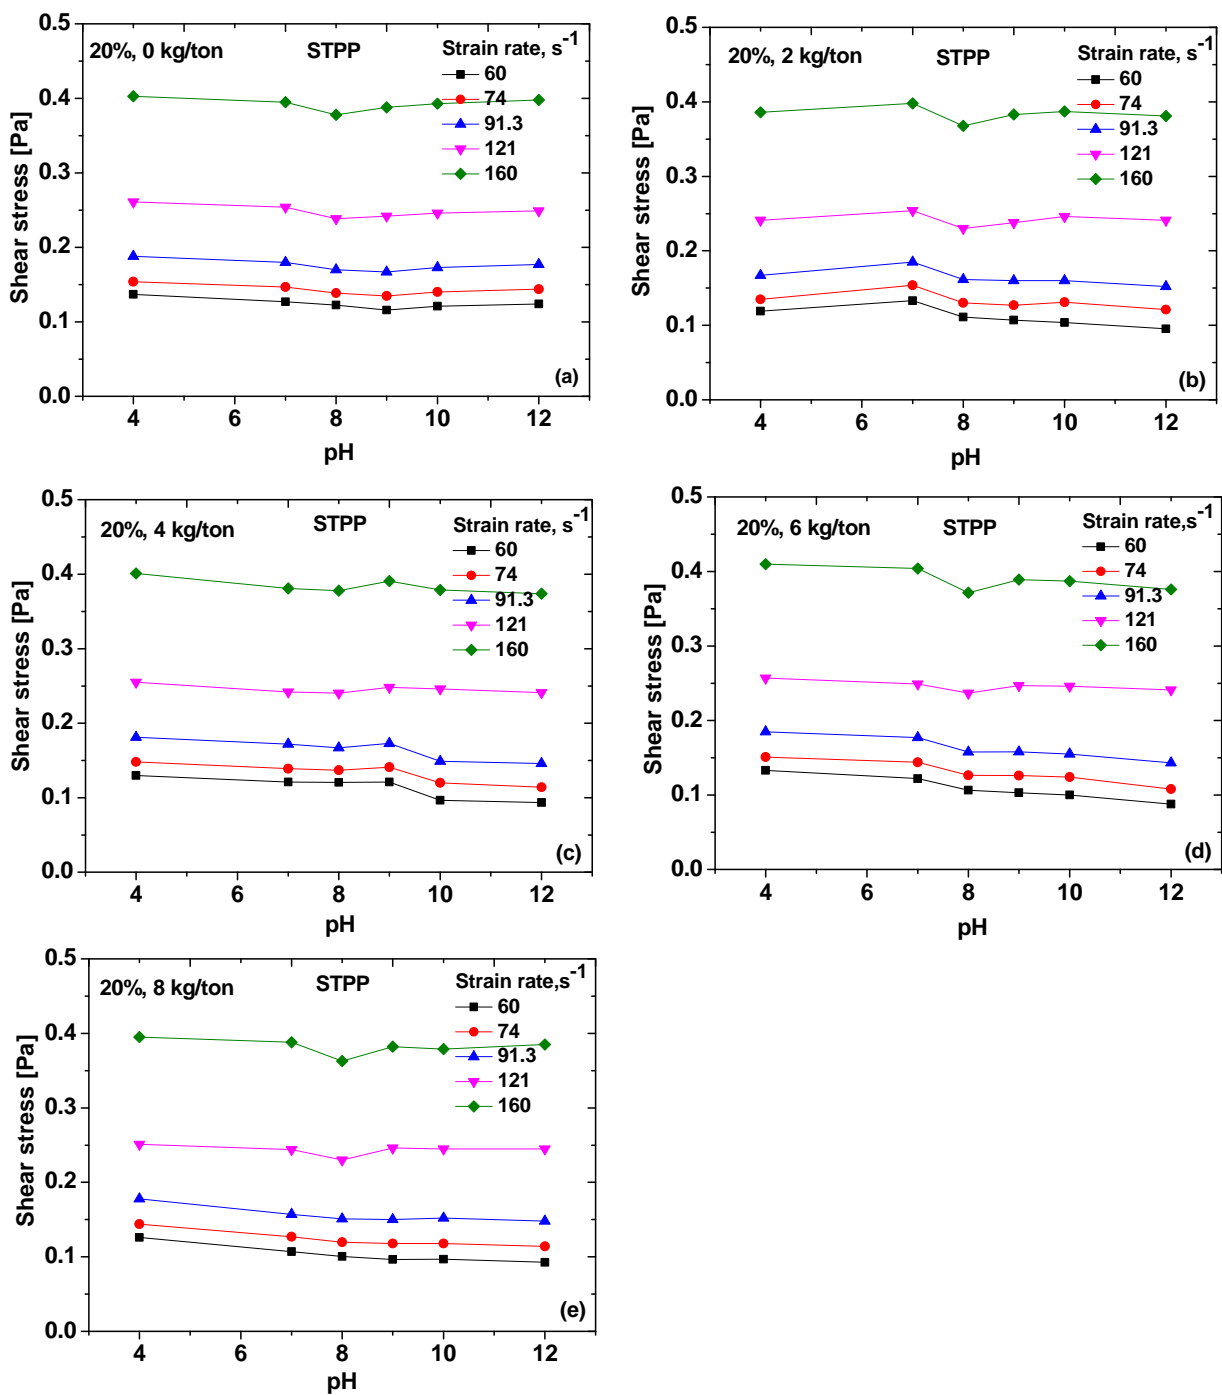 20%, 0 kg/ton
STPP
Strain rate, s-1
60
74
91.3
121
160
0.5
0.4
0.3
0.2
0.1
0.0
Shear stress [Pa]
4
6
8
10
12
pH
(a)
20%, 2 kg/ton
STPP
Strain rate, s-1
60
74
91.3
121
160
0.5
0.4
0.3
0.2
0.1
0.0
Shear stress [Pa]
4
6
8
10
12
pH
(b)
20%, 4 kg/ton
STPP
Strain rate, s-1
60
74
91.3
121
160
0.5
0.4
0.3
0.2
0.1
0.0
Shear stress [Pa]
4
6
8
10
12
pH
(c)
20%, 6 kg/ton
STPP
Strain rate,s-1
60
74
91.3
121
160
0.5
0.4
0.3
0.2
0.1
0.0
Shear stress [Pa]
4
6
8
10
12
pH
(d)
20%, 8 kg/ton
STPP
Strain rate,s-1
60
74
91.3
121
160
0.5
0.4
0.3
0.2
0.1
0.0
Shear stress [Pa]
4
6
8
10
12
pH
(e)